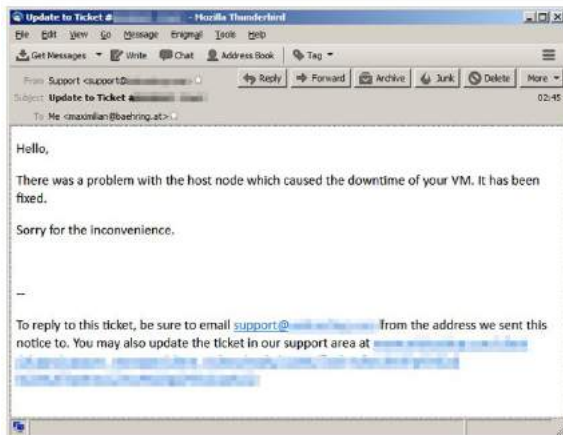 Update to Ticket # - Mozilla Thunderbird
File Edit View Go Message Enigmail Tools Help
Get Messages Write Chat Address Book Tag
From Support <support@ Reply Forward Archive Junk Delete More
Subject Update to Ticket # 02:45
To Me <maximilian@baehring.at>
Hello,
There was a problem with the host node which caused the downtime of your VM. It has been
fixed.
Sorry for the inconvenience.
--
To reply to this ticket, be sure to email support@ from the address we sent this
notice to. You may also update the ticket in our support area at